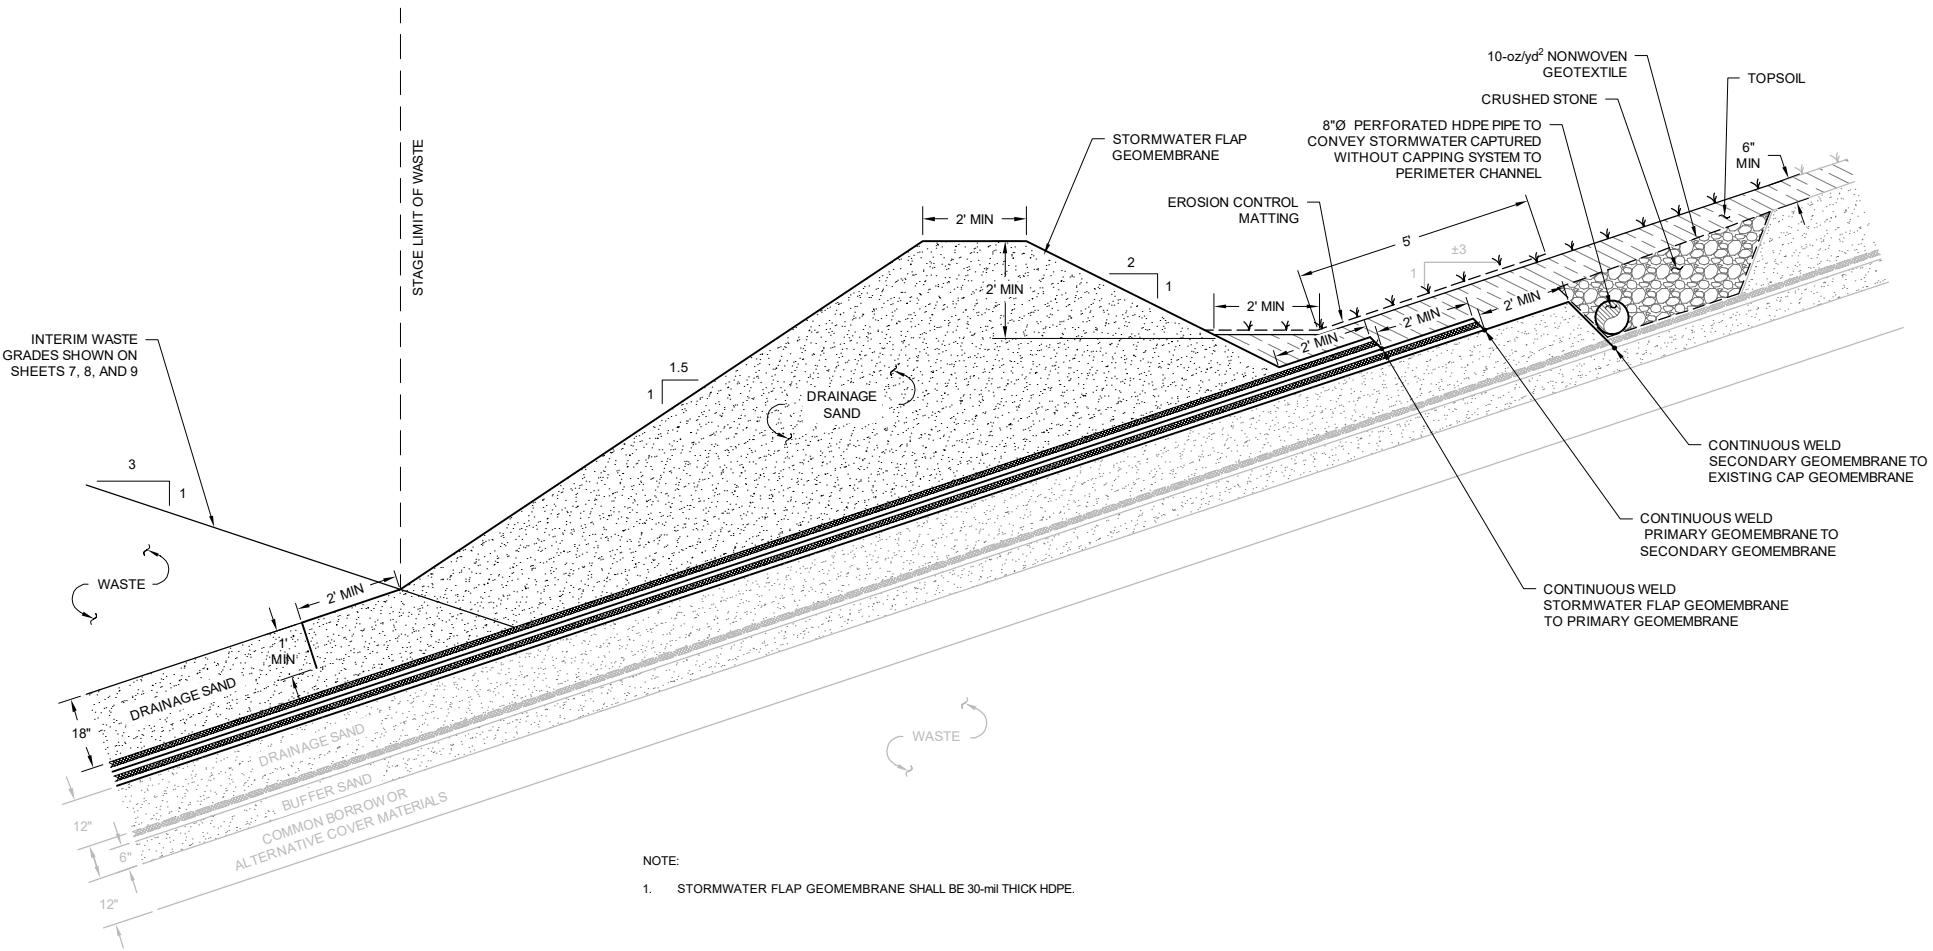 10-oz/yd² NONWOVEN
GEOTEXTILE
TOPSOIL
CRUSHED STONE
8"Ø PERFORATED HDPE PIPE TO
CONVEY STORMWATER CAPTURED
WITHOUT CAPPING SYSTEM TO
PERIMETER CHANNEL
6"
MIN
STORMWATER FLAP
GEOMEMBRANE
EROSION CONTROL
MATTING
STAGE LIMIT OF WASTE
2' MIN
5'
±3
1
2
1
2' MIN
2' MIN
2' MIN
2' MIN
2' MIN
INTERIM WASTE
GRADES SHOWN ON
SHEETS 7, 8, AND 9
1.5
1
DRAINAGE
SAND
3
1
CONTINUOUS WELD
SECONDARY GEOMEMBRANE TO
EXISTING CAP GEOMEMBRANE
CONTINUOUS WELD
PRIMARY GEOMEMBRANE TO
SECONDARY GEOMEMBRANE
WASTE
2' MIN
CONTINUOUS WELD
STORMWATER FLAP GEOMEMBRANE
TO PRIMARY GEOMEMBRANE
1'
MIN
DRAINAGE SAND
18"
DRAINAGE SAND
WASTE
BUFFER SAND
COMMON BORROW OR
ALTERNATIVE COVER MATERIALS
12"
6"
12"
NOTE:
1. STORMWATER FLAP GEOMEMBRANE SHALL BE 30-mil THICK HDPE.